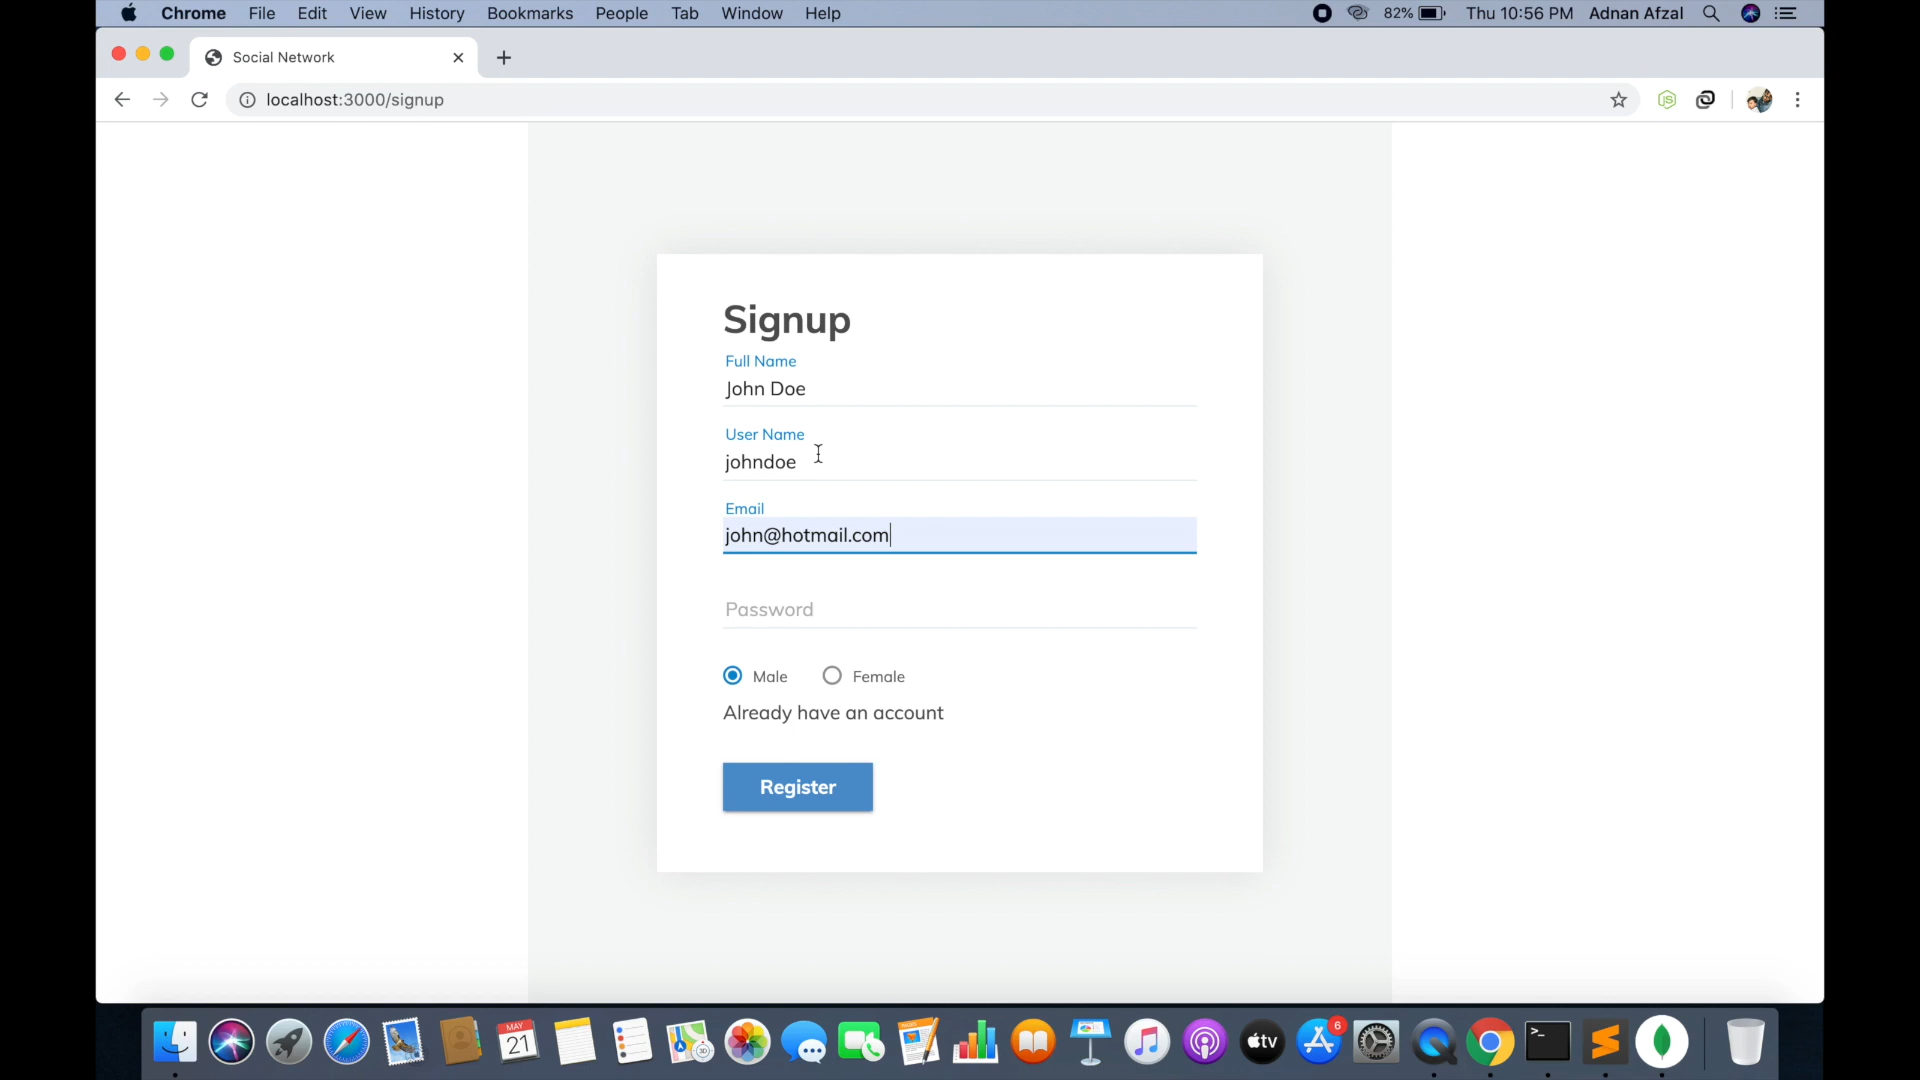 Chrome File Edit View History Bookmarks People Tab Window Help 82% Thu 10:56 PM Adnan Afzal
Social Network
localhost:3000/signup
Signup
Full Name
John Doe
User Name
johndoe
Email
john@hotmail.com
Password
Male Female
Already have an account
Register
MAY
21
3D
tv
6